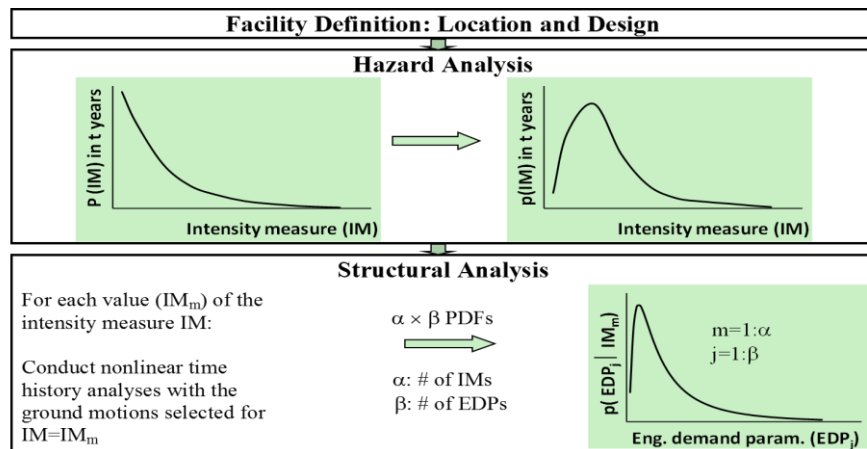 Facility Definition: Location and Design
Hazard Analysis
P (IM) in t years
Intensity measure (IM)
p(IM) in t years
Intensity measure (IM)
Structural Analysis
For each value (IMₘ) of the
intensity measure IM:
Conduct nonlinear time
history analyses with the
ground motions selected for
IM=IMₘ
α × β PDFs
α: # of IMs
β: # of EDPs
p( EDPⱼ | IMₘ)
m=1:α
j=1:β
Eng. demand param. (EDPⱼ)